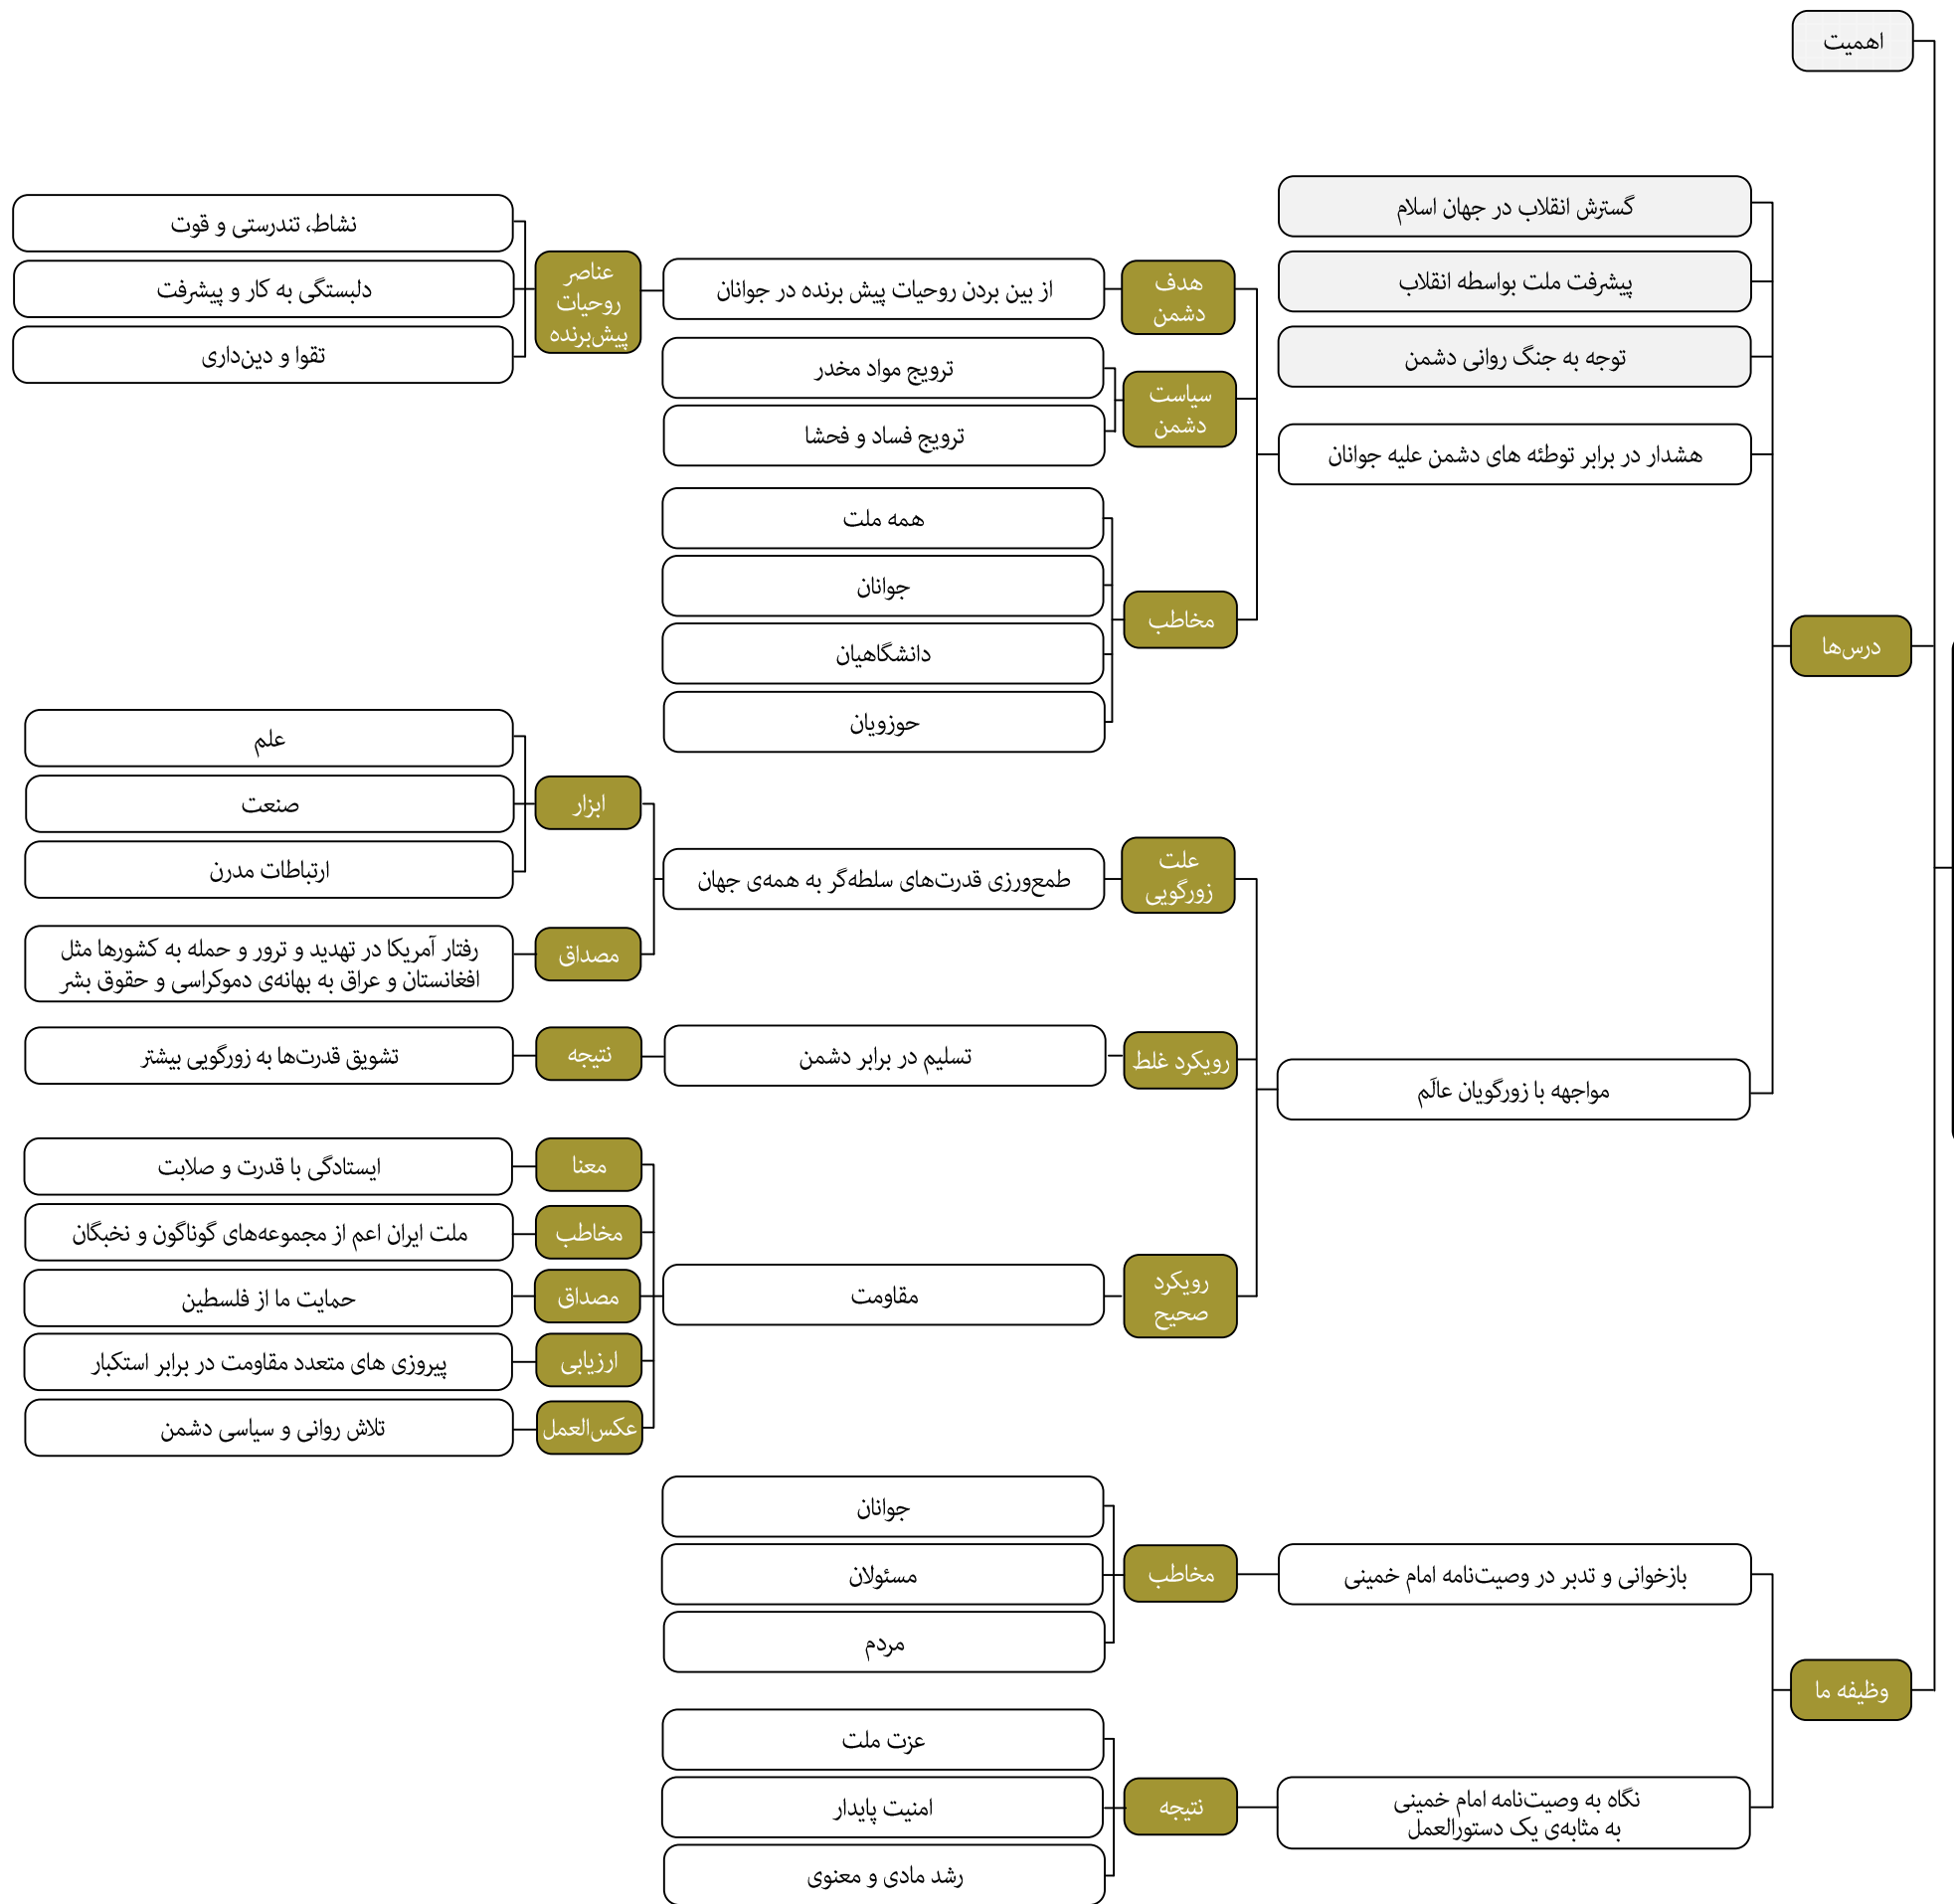 اهمیت
درس‌ها
گسترش انقلاب در جهان اسلام
پیشرفت ملت بواسطه انقلاب
توجه به جنگ روانی دشمن
هشدار در برابر توطئه های دشمن علیه جوانان
هدف
دشمن
از بین بردن روحیات پیش برنده در جوانان
عناصر
روحیات
پیش‌برنده
نشاط، تندرستی و قوت
دلبستگی به کار و پیشرفت
تقوا و دین‌داری
سیاست
دشمن
ترویج مواد مخدر
ترویج فساد و فحشا
مخاطب
همه ملت
جوانان
دانشگاهیان
حوزویان
مواجهه با زورگویان عالَم
علت
زورگویی
طمع‌ورزی قدرت‌های سلطه‌گر به همه‌ی جهان
ابزار
علم
صنعت
ارتباطات مدرن
مصداق
رفتار آمریکا در تهدید و ترور و حمله به کشورها مثل
افغانستان و عراق به بهانه‌ی دموکراسی و حقوق بشر
رویکرد غلط
تسلیم در برابر دشمن
نتیجه
تشویق قدرت‌ها به زورگویی بیشتر
رویکرد
صحیح
مقاومت
معنا
ایستادگی با قدرت و صلابت
مخاطب
ملت ایران اعم از مجموعه‌های گوناگون و نخبگان
مصداق
حمایت ما از فلسطین
ارزیابی
پیروزی های متعدد مقاومت در برابر استکبار
عکس‌العمل
تلاش روانی و سیاسی دشمن
وظیفه ما
بازخوانی و تدبر در وصیت‌نامه امام خمینی
مخاطب
جوانان
مسئولان
مردم
نگاه به وصیت‌نامه امام خمینی
به مثابه‌ی یک دستورالعمل
نتیجه
عزت ملت
امنیت پایدار
رشد مادی و معنوی